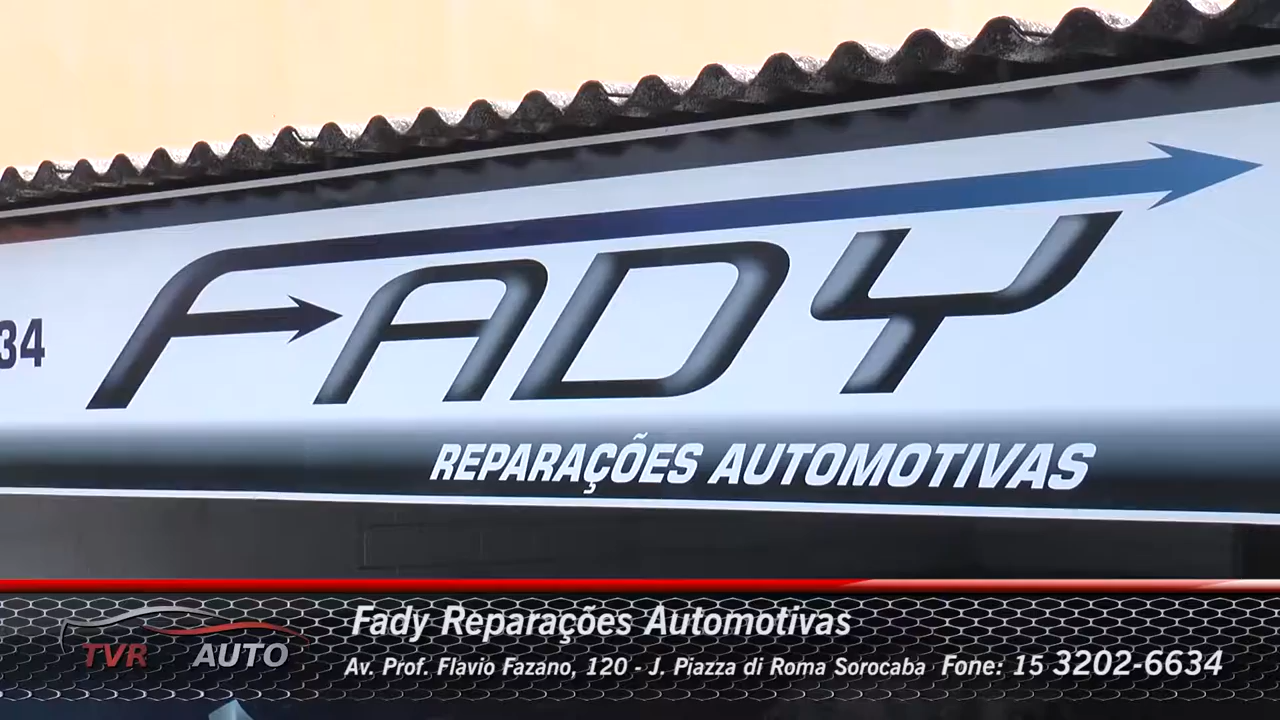 34
FADY
REPARAÇÕES AUTOMOTIVAS
Fady Reparações Automotivas
TVR AUTO
Av. Prof. Flavio Fazano, 120 - J. Piazza di Roma Sorocaba Fone: 15 3202-6634